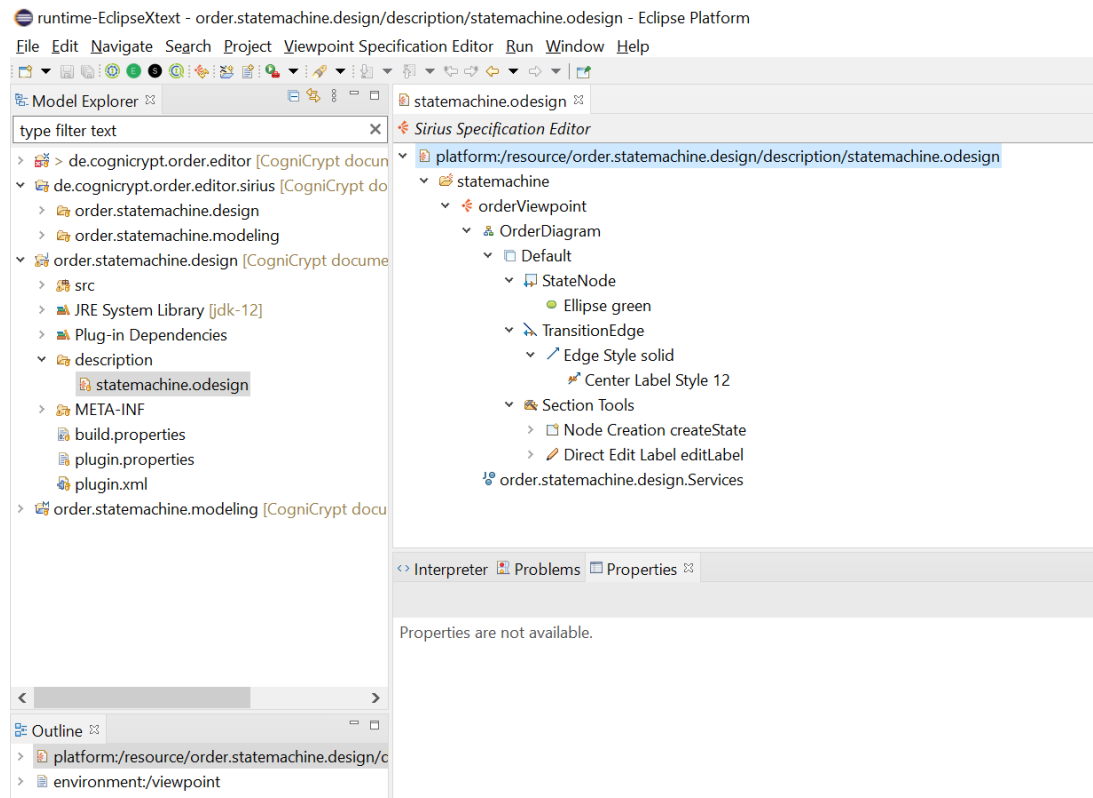 runtime-EclipseXtext - order.statemachine.design/description/statemachine.odesign - Eclipse Platform
File Edit Navigate Search Project Viewpoint Specification Editor Run Window Help
Model Explorer
type filter text
> de.cognicrypt.order.editor [CogniCrypt docum
de.cognicrypt.order.editor.sirius [CogniCrypt do
order.statemachine.design
order.statemachine.modeling
order.statemachine.design [CogniCrypt docume
src
JRE System Library [jdk-12]
Plug-in Dependencies
description
statemachine.odesign
META-INF
build.properties
plugin.properties
plugin.xml
order.statemachine.modeling [CogniCrypt docu
Outline
platform:/resource/order.statemachine.design/c
environment:/viewpoint
statemachine.odesign
Sirius Specification Editor
platform:/resource/order.statemachine.design/description/statemachine.odesign
statemachine
orderViewpoint
OrderDiagram
Default
StateNode
Ellipse green
TransitionEdge
Edge Style solid
Center Label Style 12
Section Tools
Node Creation createState
Direct Edit Label editLabel
order.statemachine.design.Services
Interpreter Problems Properties
Properties are not available.